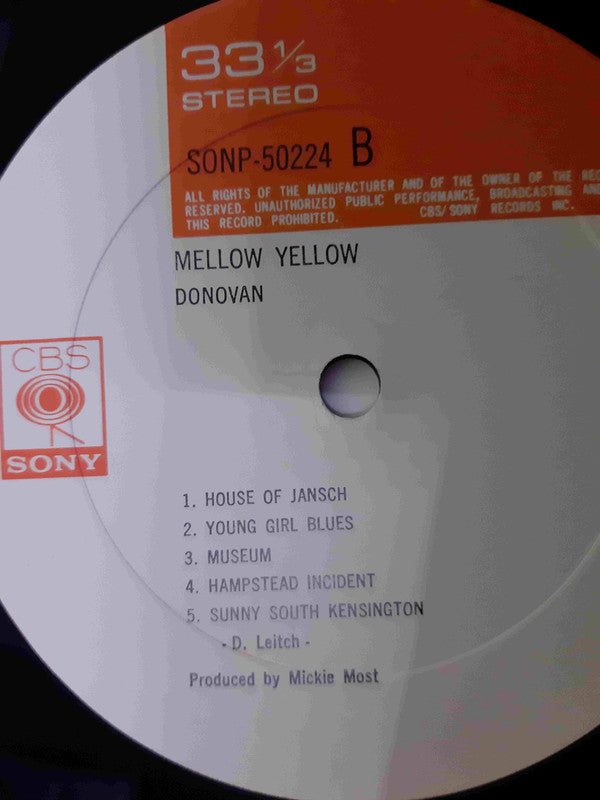 33 1/3
STEREO
SONP-50224 B
ALL RIGHTS OF THE MANUFACTURER AND OF THE OWNER OF THE
RESERVED. UNAUTHORIZED PUBLIC PERFORMANCE, BROADCASTING
THIS RECORD PROHIBITED. CBS/SONY RECORDS INC.
MELLOW YELLOW
DONOVAN
CBS
SONY
1. HOUSE OF JANSCH
2. YOUNG GIRL BLUES
3. MUSEUM
4. HAMPSTEAD INCIDENT
5. SUNNY SOUTH KENSINGTON
- D. Leitch -
Produced by Mickie Most